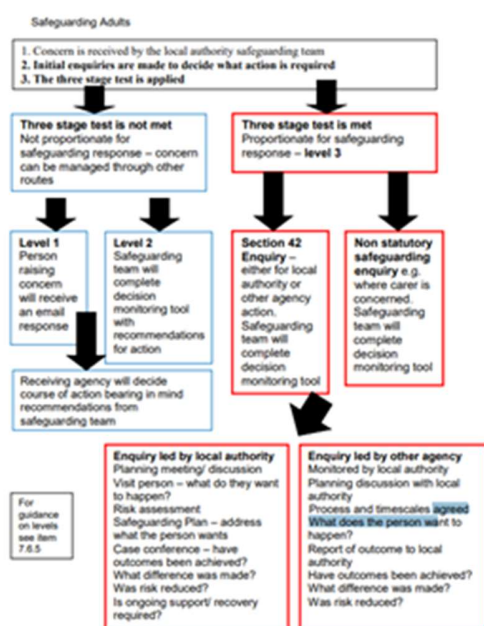 Safeguarding Adults
1. Concern is received by the local authority safeguarding team
2. Initial enquiries are made to decide what action is required
3. The three stage test is applied
Three stage test is not met
Not proportionate for
safeguarding response – concern
can be managed through other
routes
Three stage test is met
Proportionate for safeguarding
response – level 3
Level 1
Person
raising
concern
will receive
an email
response
Level 2
Safeguarding
team will
complete
decision
monitoring tool
with
recommendations
for action
Section 42
Enquiry –
either for local
authority or
other agency
action.
Safeguarding
team will
complete
decision
monitoring tool
Non statutory
safeguarding
enquiry e.g.
where carer is
concerned.
Safeguarding
team will
complete
decision
monitoring tool
Receiving agency will decide
course of action bearing in mind
recommendations from
safeguarding team
For
guidance
on levels
see item
7.6.5
Enquiry led by local authority
Planning meeting/ discussion
Visit person – what do they want
to happen?
Risk assessment
Safeguarding Plan – address
what the person wants
Case conference – have
outcomes been achieved?
What difference was made?
Was risk reduced?
Is ongoing support/ recovery
required?
Enquiry led by other agency
Monitored by local authority
Planning discussion with local
authority
Process and timescales agreed
What does the person want to
happen?
Report of outcome to local
authority
Have outcomes been achieved?
What difference was made?
Was risk reduced?